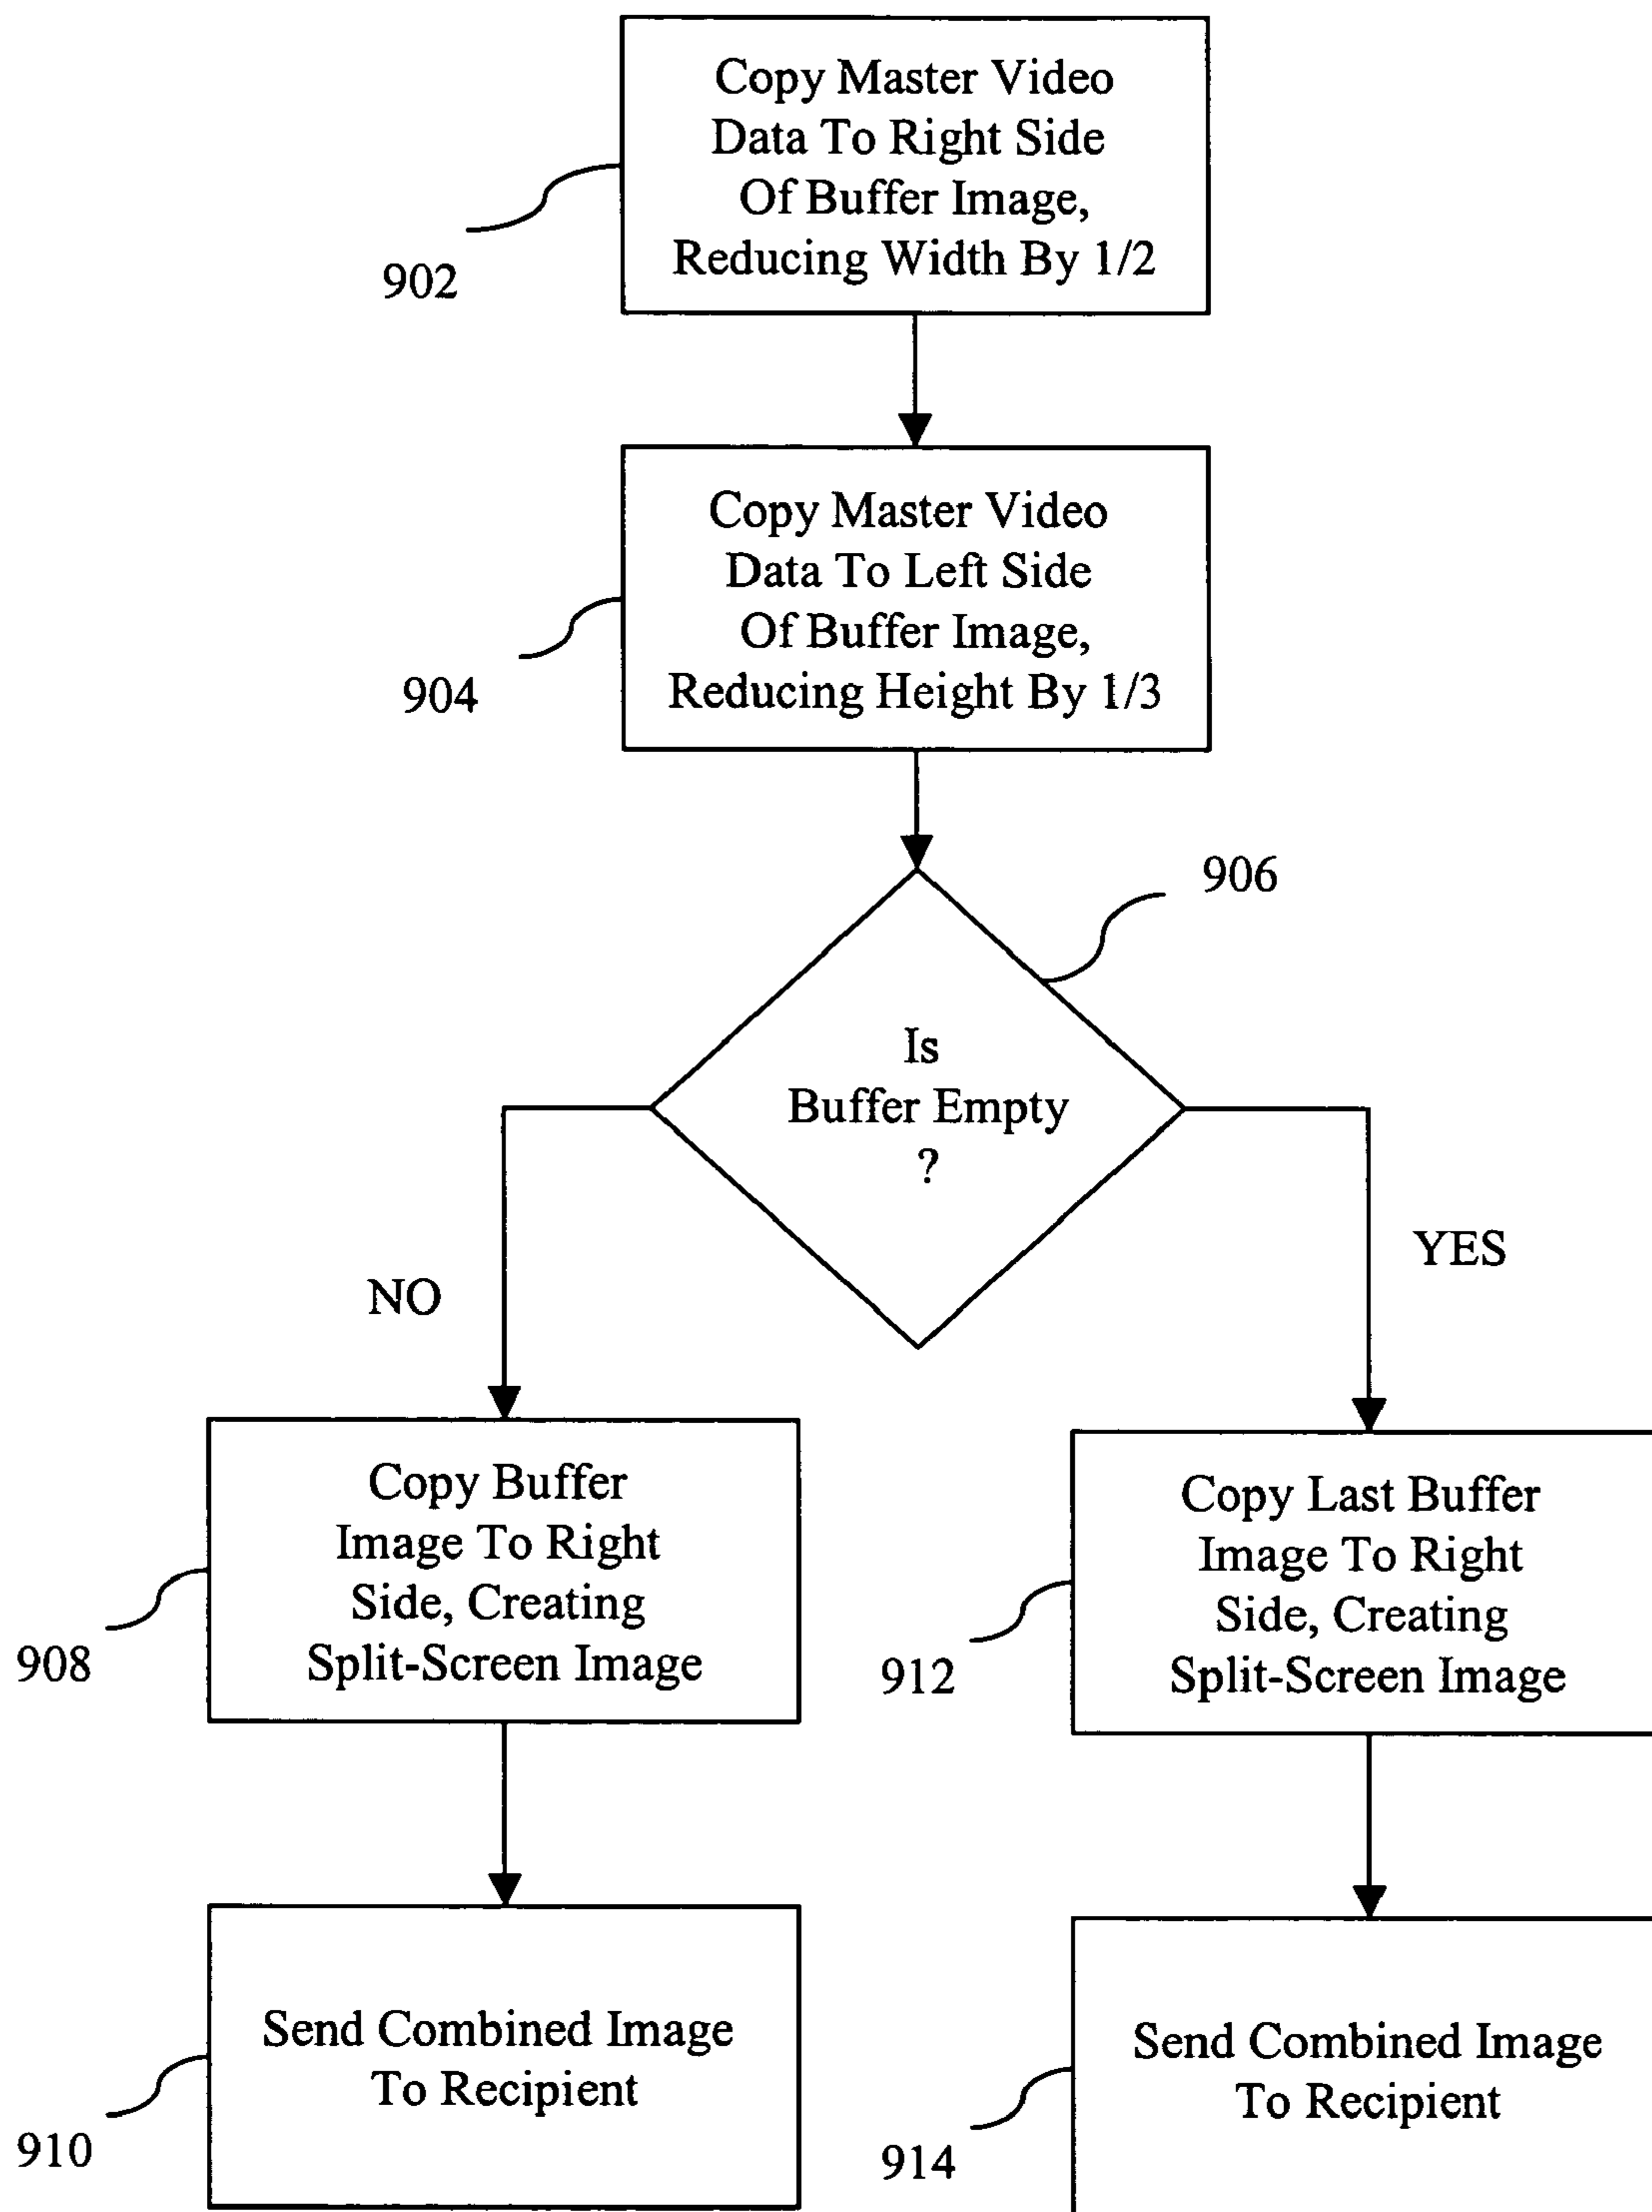 Copy Master Video
Data To Right Side
Of Buffer Image,
Reducing Width By 1/2
902
Copy Master Video
Data To Left Side
Of Buffer Image,
Reducing Height By 1/3
904
906
Is
Buffer Empty
?
NO
YES
Copy Buffer
Image To Right
Side, Creating
Split-Screen Image
908
Copy Last Buffer
Image To Right
Side, Creating
Split-Screen Image
912
Send Combined Image
To Recipient
910
Send Combined Image
To Recipient
914